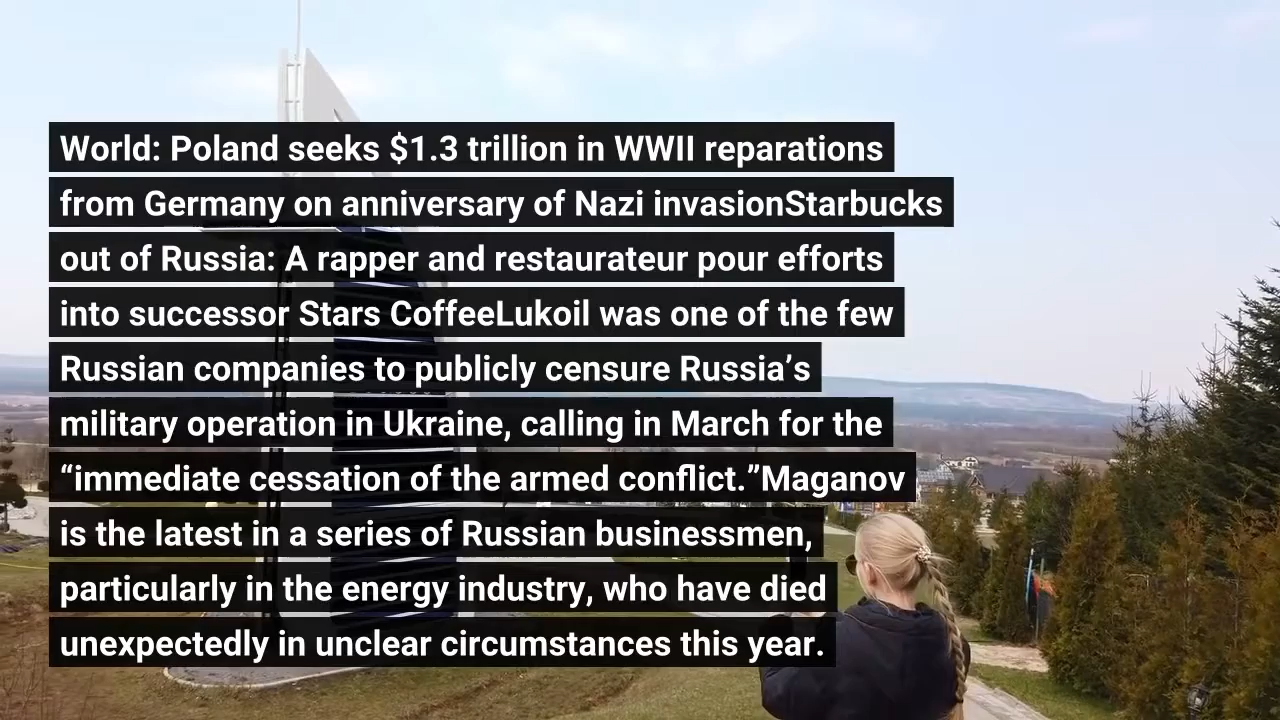 World: Poland seeks $1.3 trillion in WWII reparations
from Germany on anniversary of Nazi invasionStarbucks
out of Russia: A rapper and restaurateur pour efforts
into successor Stars CoffeeLukoil was one of the few
Russian companies to publicly censure Russia’s
military operation in Ukraine, calling in March for the
“immediate cessation of the armed conflict.”Maganov
is the latest in a series of Russian businessmen,
particularly in the energy industry, who have died
unexpectedly in unclear circumstances this year.